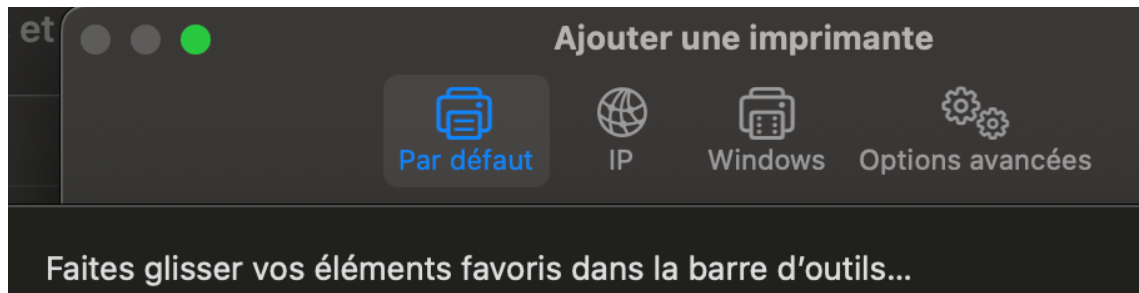 et
Ajouter une imprimante
Par défaut IP Windows Options avancées
Faites glisser vos éléments favoris dans la barre d’outils...